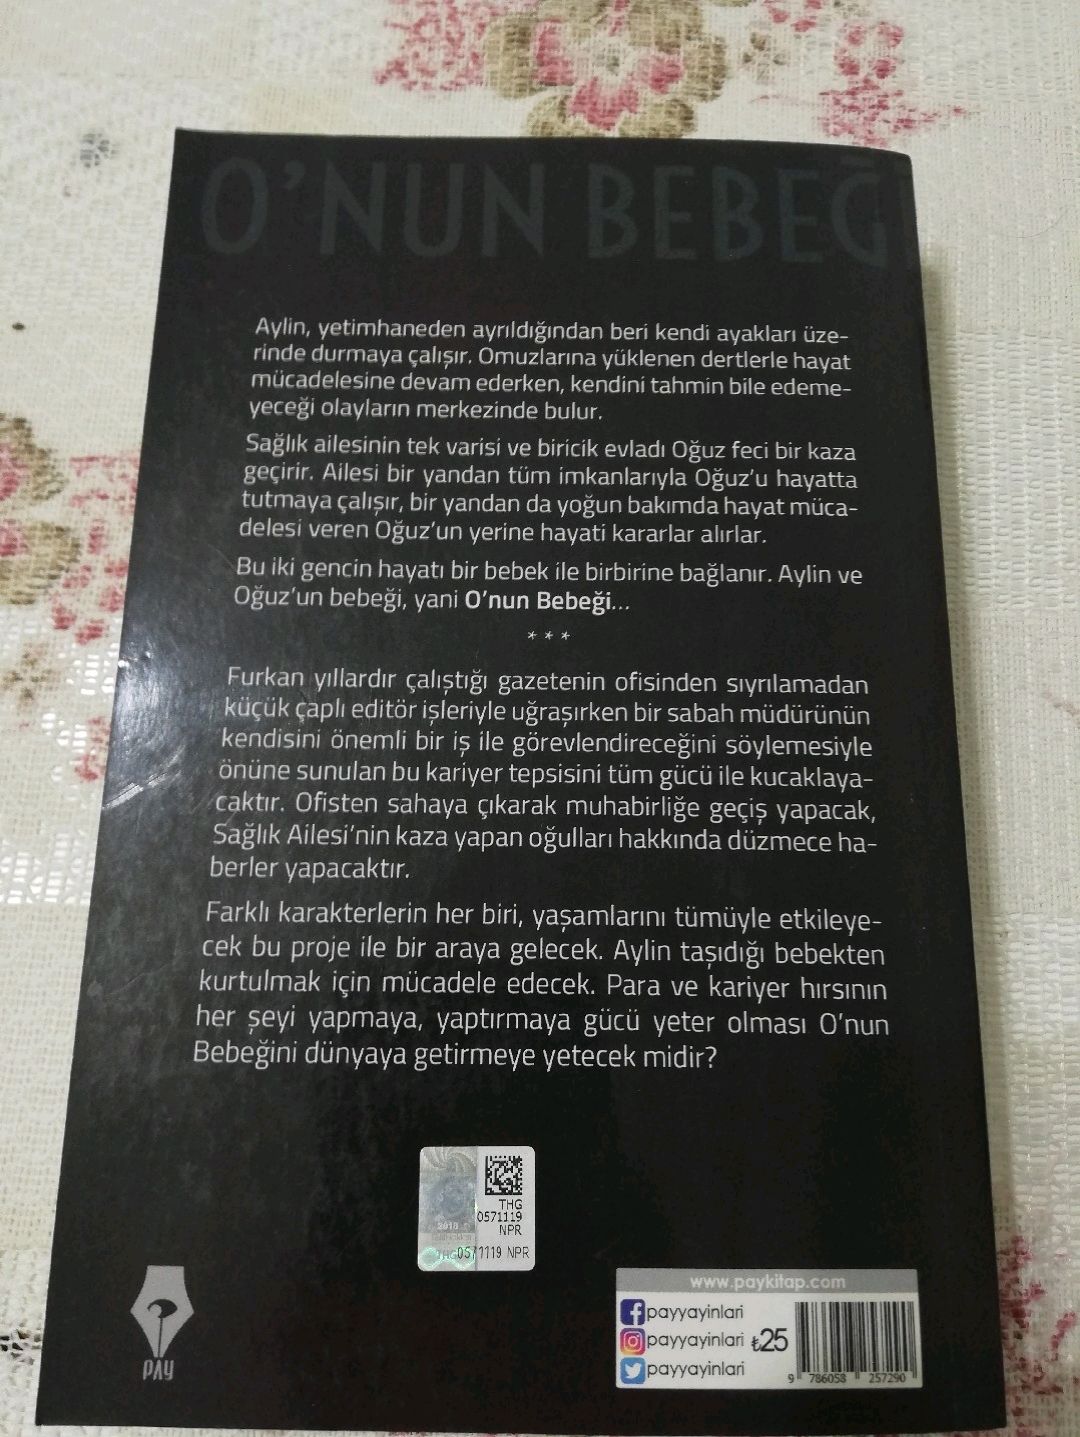 O'NUN BEBEĞ
Aylin, yetimhaneden ayrıldığından beri kendi ayakları üze-
rinde durmaya çalışır. Omuzlarına yüklenen dertlerle hayat
mücadelesine devam ederken, kendini tahmin bile edeme-
yeceği olayların merkezinde bulur.
Sağlık ailesinin tek varisi ve biricik evladı Oğuz feci bir kaza
geçirir. Ailesi bir yandan tüm imkanlarıyla Oğuz'u hayatta
tutmaya çalışır, bir yandan da yoğun bakımda hayat müca-
delesi veren Oğuz'un yerine hayati kararlar alırlar.
Bu iki gencin hayatı bir bebek ile birbirine bağlanır. Aylin ve
Oğuz'un bebeği, yani O'nun Bebeği...
* * *
Furkan yıllardır çalıştığı gazetenin ofisinden sıyrılamadan
küçük çaplı editör işleriyle uğraşırken bir sabah müdürünün
kendisini önemli bir iş ile görevlendireceğini söylemesiyle
önüne sunulan bu kariyer tepsisini tüm gücü ile kucaklaya-
caktır. Ofisten sahaya çıkarak muhabirliğe geçiş yapacak,
Sağlık Ailesi'nin kaza yapan oğulları hakkında düzmece ha-
berler yapacaktır.
Farklı karakterlerin her biri, yaşamlarını tümüyle etkileye-
cek bu proje ile bir araya gelecek. Aylin taşıdığı bebekten
kurtulmak için mücadele edecek. Para ve kariyer hırsının
her şeyi yapmaya, yaptırmaya gücü yeter olması O'nun
Bebeğini dünyaya getirmeye yetecek midir?
THG
0571119
NPR
2018
THG0571119 NPR
PAY
www.paykitap.com
payyayinlari
payyayinlari ₺25
payyayinlari
9 786058 257290